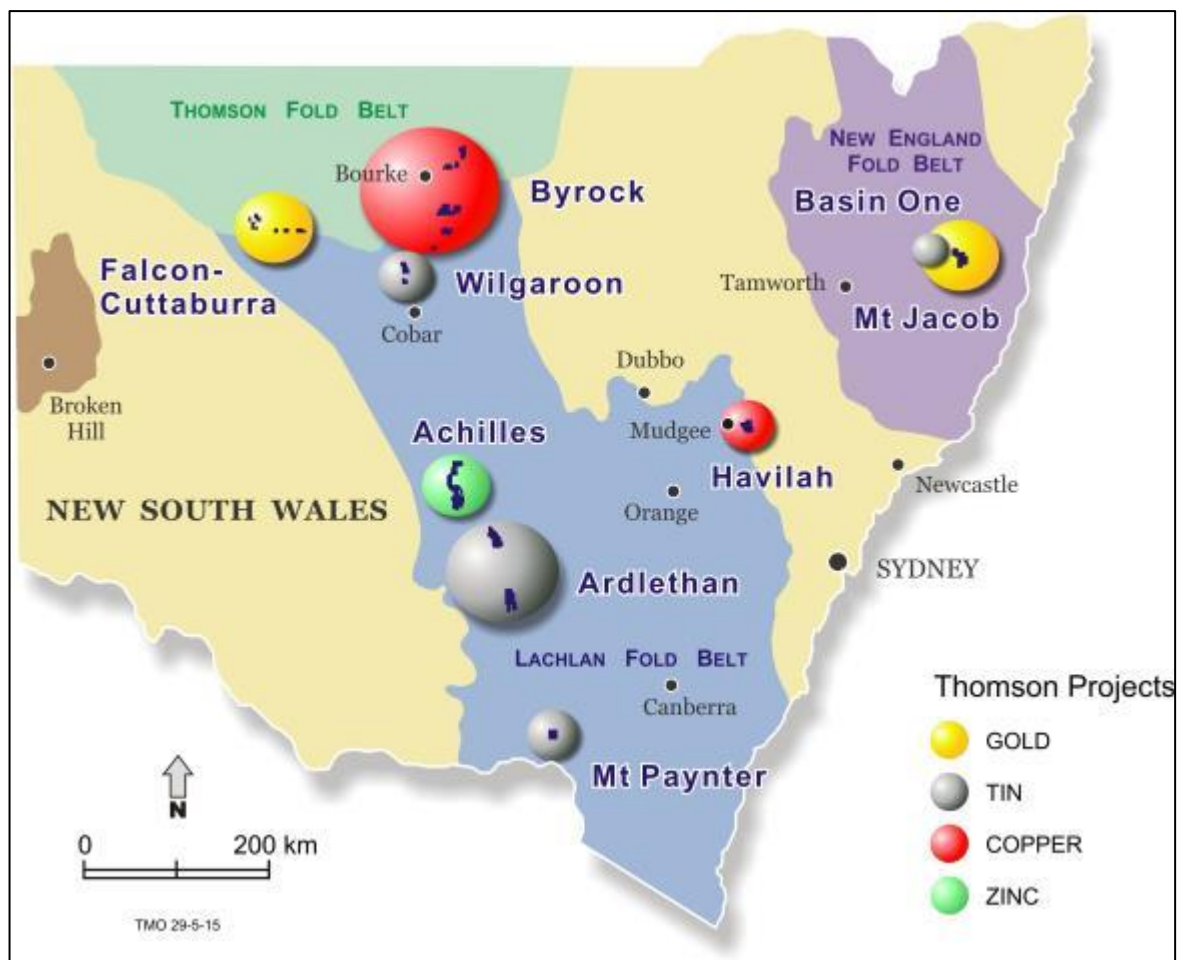 THOMSON FOLD BELT
NEW ENGLAND
FOLD BELT
Bourke
Byrock
Basin One
Falcon-
Cuttaburra
Wilgaroon
Tamworth
Mt Jacob
Cobar
Dubbo
Broken
Hill
Achilles
Mudgee
Havilah
Newcastle
NEW SOUTH WALES
Orange
SYDNEY
Ardlethan
LACHLAN FOLD BELT
Canberra
Mt Paynter
Thomson Projects
GOLD
TIN
COPPER
ZINC
N
0 200 km
TMO 29-5-15